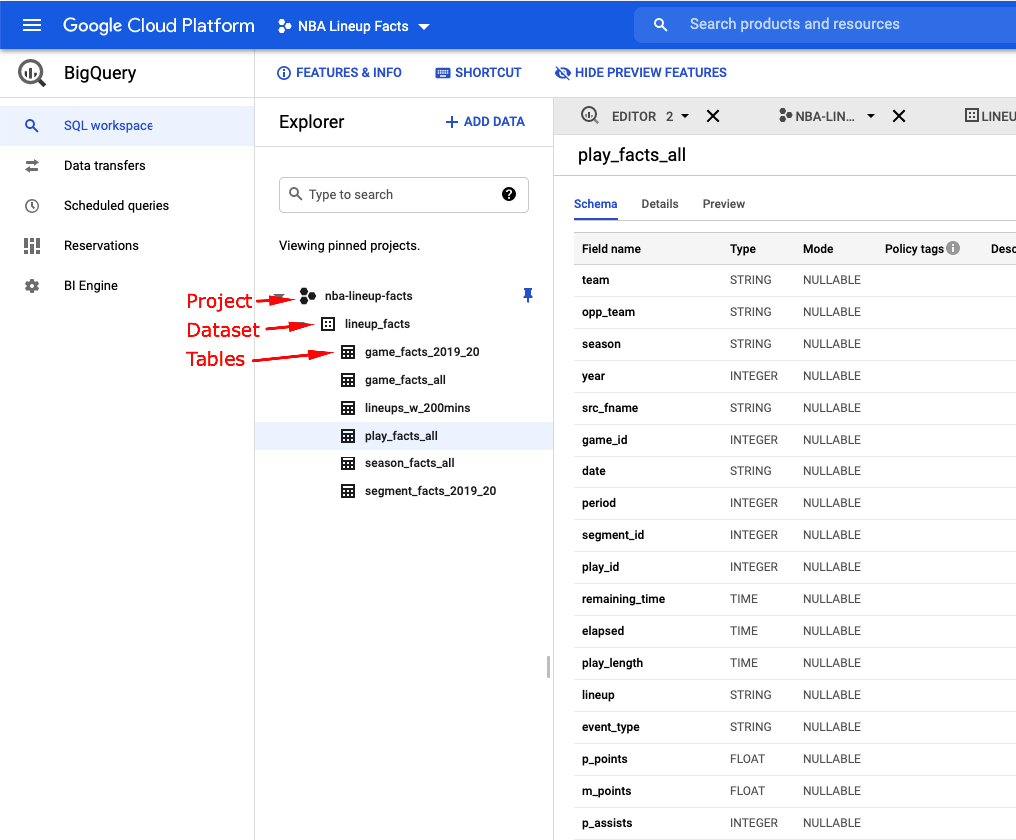 Google Cloud Platform NBA Lineup Facts Search products and resources
BigQuery FEATURES & INFO SHORTCUT HIDE PREVIEW FEATURES
SQL workspace
Data transfers
Scheduled queries
Reservations
BI Engine
Explorer + ADD DATA
Type to search
Viewing pinned projects.
Project nba-lineup-facts
Dataset lineup_facts
Tables game_facts_2019_20
game_facts_all
lineups_w_200mins
play_facts_all
season_facts_all
segment_facts_2019_20
EDITOR 2 NBA-LIN... LINEU
play_facts_all
Schema Details Preview
Field name Type Mode Policy tags Desc
team STRING NULLABLE
opp_team STRING NULLABLE
season STRING NULLABLE
year INTEGER NULLABLE
src_fname STRING NULLABLE
game_id INTEGER NULLABLE
date STRING NULLABLE
period INTEGER NULLABLE
segment_id INTEGER NULLABLE
play_id INTEGER NULLABLE
remaining_time TIME NULLABLE
elapsed TIME NULLABLE
play_length TIME NULLABLE
lineup STRING NULLABLE
event_type STRING NULLABLE
p_points FLOAT NULLABLE
m_points FLOAT NULLABLE
p_assists INTEGER NULLABLE